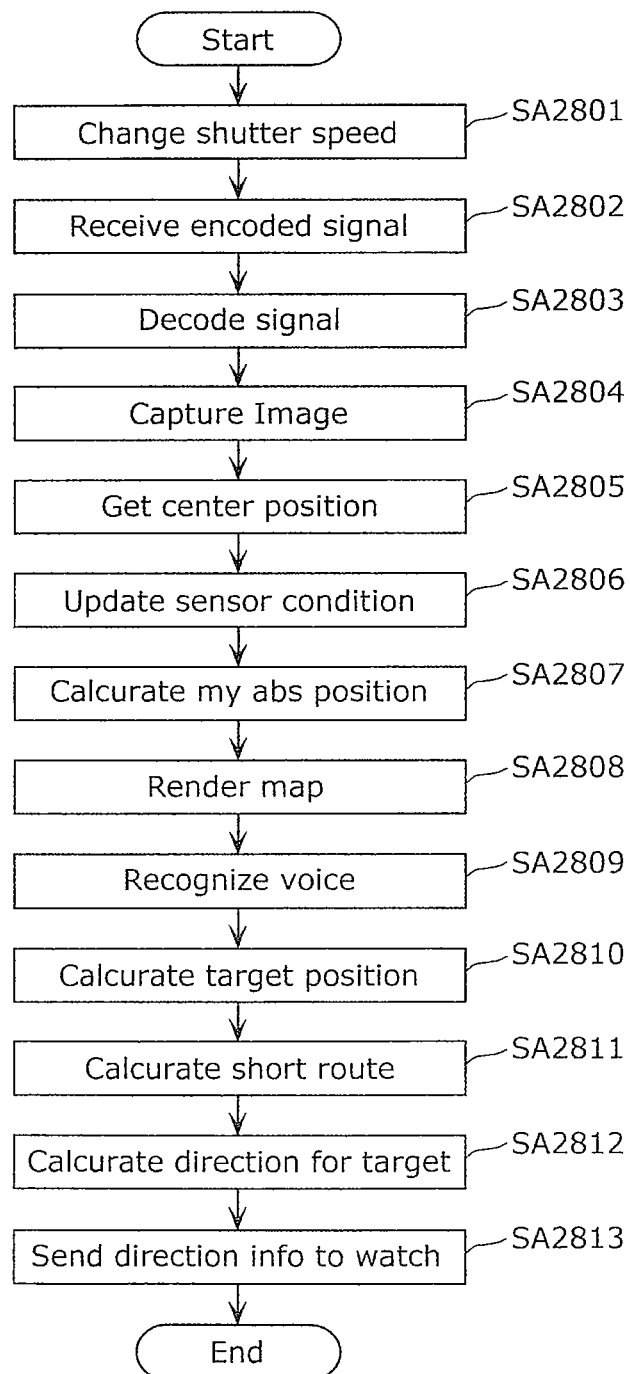 Start
Change shutter speed
SA2801
Receive encoded signal
SA2802
Decode signal
SA2803
Capture Image
SA2804
Get center position
SA2805
Update sensor condition
SA2806
Calcurate my abs position
SA2807
Render map
SA2808
Recognize voice
SA2809
Calcurate target position
SA2810
Calcurate short route
SA2811
Calcurate direction for target
SA2812
Send direction info to watch
SA2813
End